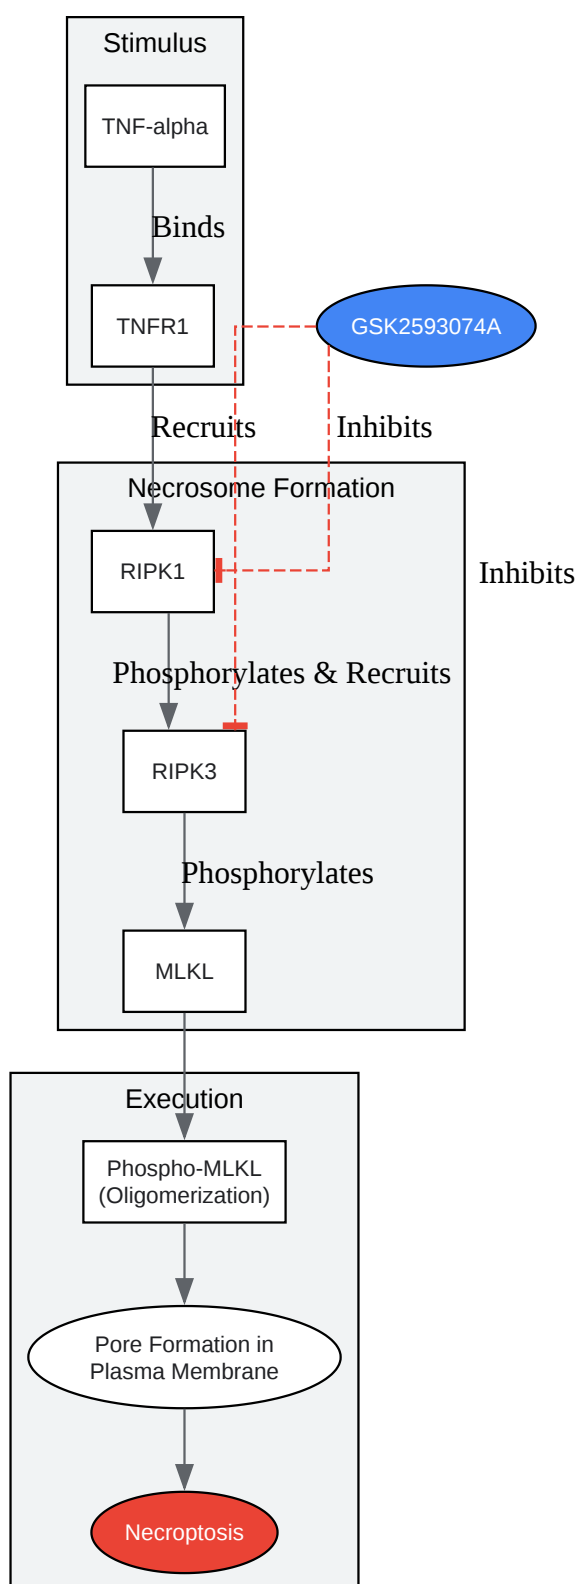 Stimulus
TNF-alpha
Binds
TNFR1
GSK2593074A
Recruits
Inhibits
Necrosome Formation
RIPK1
Inhibits
Phosphorylates & Recruits
RIPK3
Phosphorylates
MLKL
Execution
Phospho-MLKL
(Oligomerization)
Pore Formation in
Plasma Membrane
Necroptosis